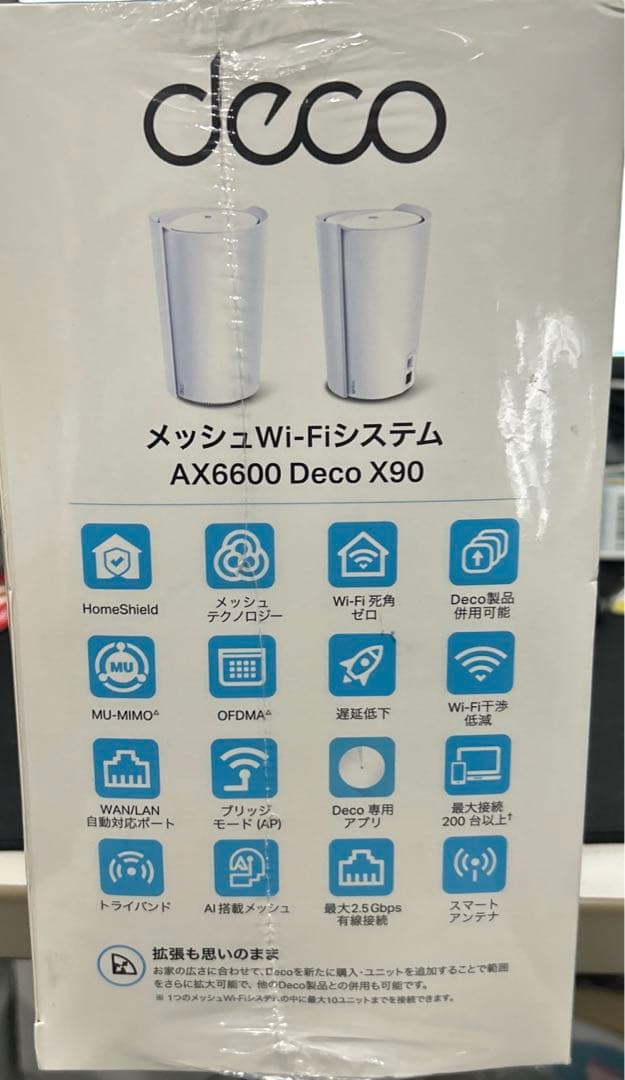 deco
メッシュWi-Fiシステム
AX6600 Deco X90
HomeShield
メッシュ
テクノロジー
Wi-Fi 死角
ゼロ
Deco製品
併用可能
MU
MU-MIMO△
OFDMA△
遅延低下
Wi-Fi干渉
低減
WAN/LAN
自動対応ポート
ブリッジ
モード (AP)
Deco 専用
アプリ
最大接続
200 台以上†
トライバンド
AI
AI 搭載メッシュ
最大2.5 Gbps
有線接続
スマート
アンテナ
拡張も思いのまま
お家の広さに合わせて、Decoを新たに購入・ユニットを追加することで範囲
をさらに拡大可能で、他のDeco製品との併用も可能です。
※ 1つのメッシュWi-Fiシステムの中に最大10ユニットまでを接続できます。